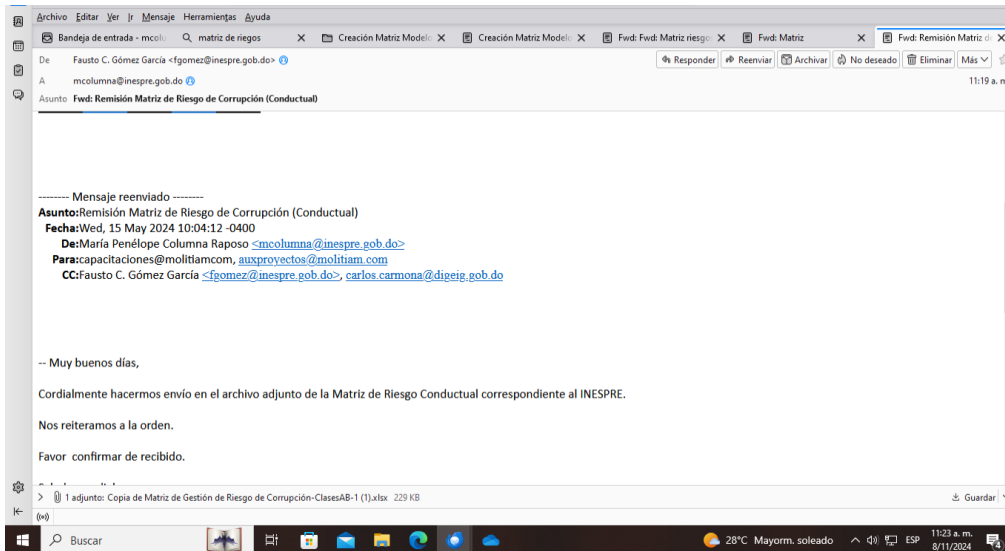 Archivo Editar Ver Ir Mensaje Herramientas Ayuda
Bandeja de entrada - mcolu matriz de riegos Creación Matriz Modelo Creación Matriz Modelo Fwd: Fwd: Matriz riesgo Fwd: Matriz Fwd: Remisión Matriz de
De Fausto C. Gómez García <fgomez@inespre.gob.do> Responder Reenviar Archivar No deseado Eliminar Más
A mcolumna@inespre.gob.do 11:19 a. m
Asunto Fwd: Remisión Matriz de Riesgo de Corrupción (Conductual)
-------- Mensaje reenviado --------
Asunto:Remisión Matriz de Riesgo de Corrupción (Conductual)
Fecha:Wed, 15 May 2024 10:04:12 -0400
De:María Penélope Columna Raposo <mcolumna@inespre.gob.do>
Para:capacitaciones@molitiamcom, auxproyectos@molitiam.com
CC:Fausto C. Gómez García <fgomez@inespre.gob.do>, carlos.carmona@digeig.gob.do
-- Muy buenos días,
Cordialmente hacermos envío en el archivo adjunto de la Matriz de Riesgo Conductual correspondiente al INESPRE.
Nos reiteramos a la orden.
Favor confirmar de recibido.
1 adjunto: Copia de Matriz de Gestión de Riesgo de Corrupción-ClasesAB-1 (1).xlsx 229 KB Guardar
Buscar 28°C Mayorm. soleado ESP 11:23 a. m.
8/11/2024